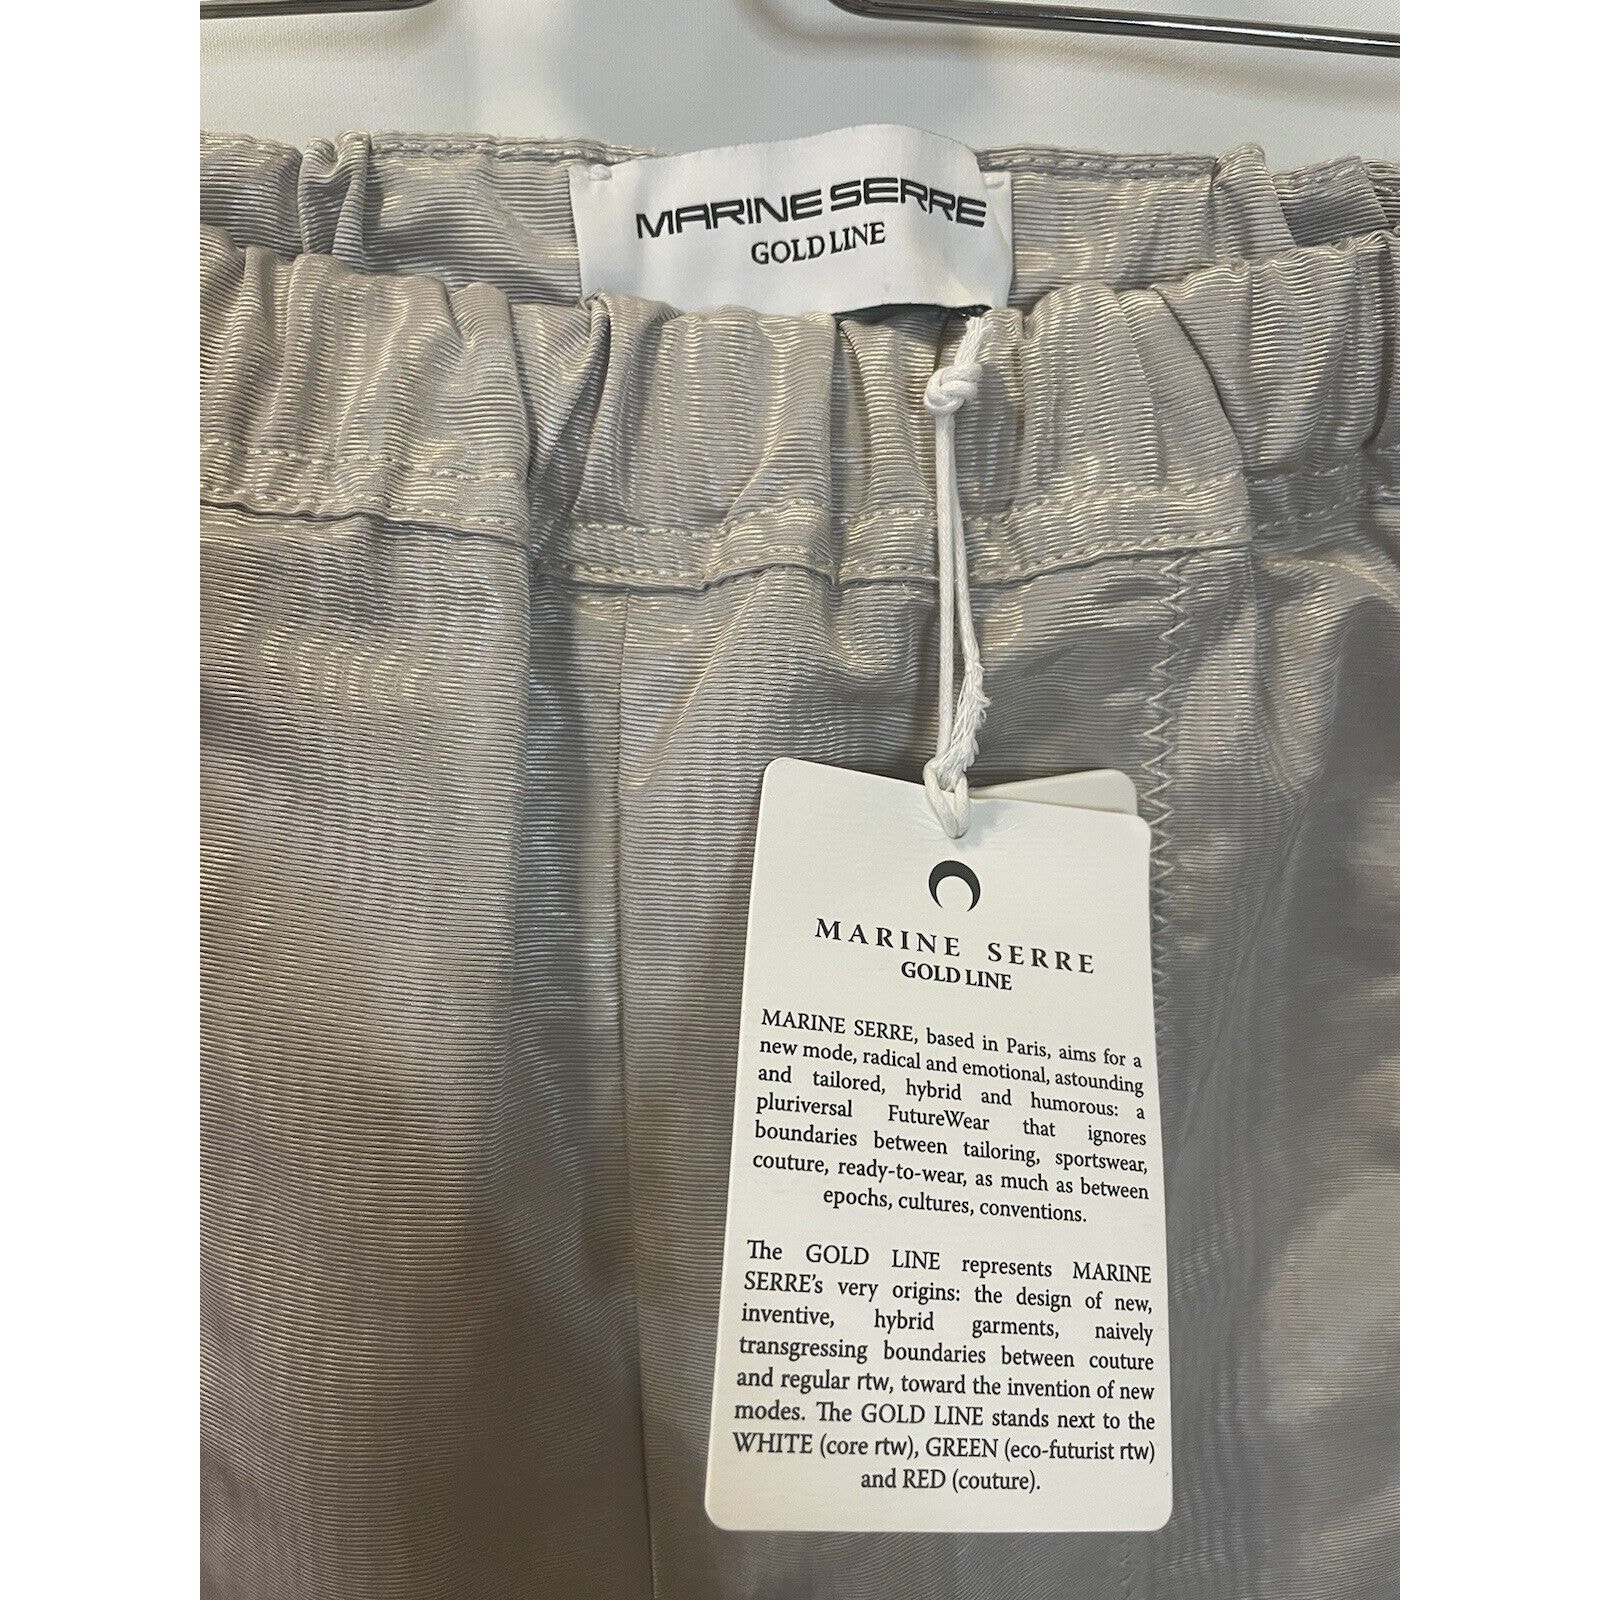 MARINE SERRE
GOLD LINE
MARINE SERRE
GOLD LINE
MARINE SERRE, based in Paris, aims for a
new mode, radical and emotional, astounding
and tailored, hybrid and humorous: a
pluriversal FutureWear that ignores
boundaries between tailoring, sportswear,
couture, ready-to-wear, as much as between
epochs, cultures, conventions.
The GOLD LINE represents MARINE
SERRE's very origins: the design of new,
inventive, hybrid garments, naively
transgressing boundaries between couture
and regular rtw, toward the invention of new
modes. The GOLD LINE stands next to the
WHITE (core rtw), GREEN (eco-futurist rtw)
and RED (couture).